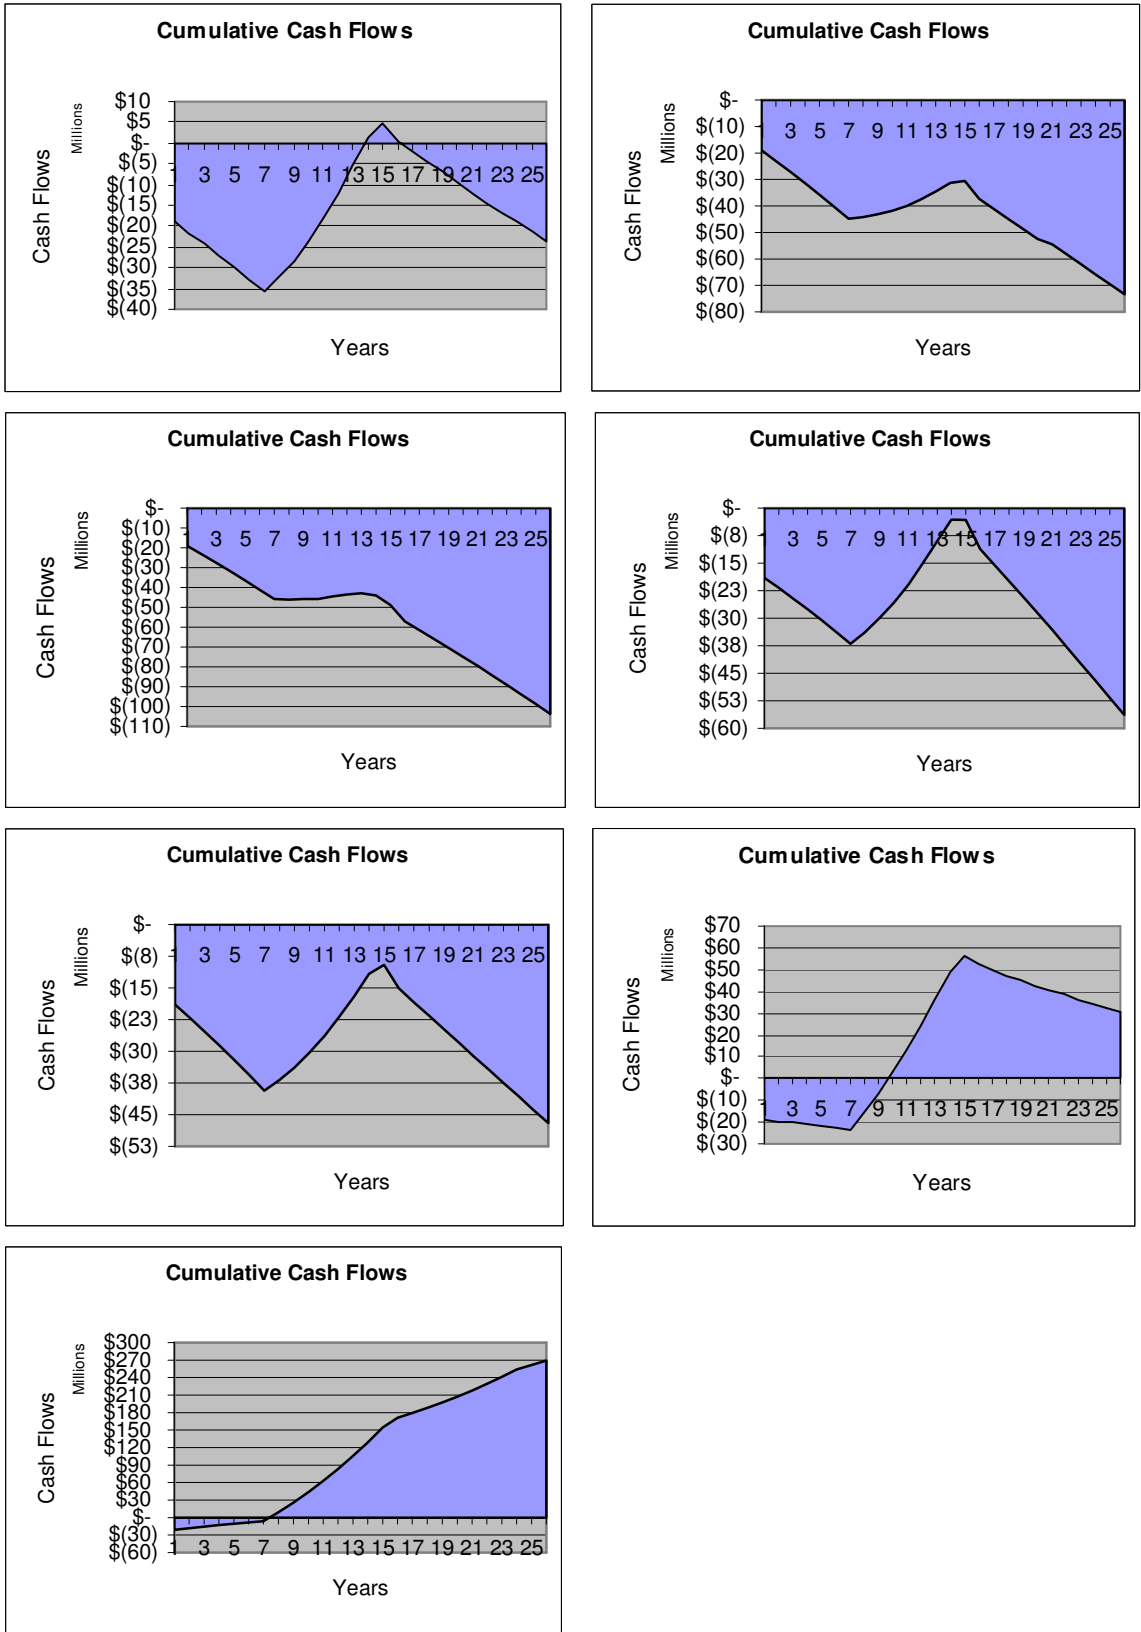 Cumulative Cash Flows
Cash Flows
Millions
$10
$5
$-
$(5)
$(10)
$(15)
$(20)
$(25)
$(30)
$(35)
$(40)
1 3 5 7 9 11 13 15 17 19 21 23 25
Years
Cumulative Cash Flows
Cash Flows
Millions
$-
$(10)
$(20)
$(30)
$(40)
$(50)
$(60)
$(70)
$(80)
1 3 5 7 9 11 13 15 17 19 21 23 25
Years
Cumulative Cash Flows
Cash Flows
Millions
$-
$(10)
$(20)
$(30)
$(40)
$(50)
$(60)
$(70)
$(80)
$(90)
$(100)
$(110)
1 3 5 7 9 11 13 15 17 19 21 23 25
Years
Cumulative Cash Flows
Cash Flows
Millions
$-
$(8)
$(15)
$(23)
$(30)
$(38)
$(45)
$(53)
$(60)
1 3 5 7 9 11 13 15 17 19 21 23 25
Years
Cumulative Cash Flows
Cash Flows
Millions
$-
$(8)
$(15)
$(23)
$(30)
$(38)
$(45)
$(53)
1 3 5 7 9 11 13 15 17 19 21 23 25
Years
Cumulative Cash Flows
Cash Flows
Millions
$70
$60
$50
$40
$30
$20
$10
$-
$(10)
$(20)
$(30)
1 3 5 7 9 11 13 15 17 19 21 23 25
Years
Cumulative Cash Flows
Cash Flows
Millions
$300
$270
$240
$210
$180
$150
$120
$90
$60
$30
$-
$(30)
$(60)
1 3 5 7 9 11 13 15 17 19 21 23 25
Years